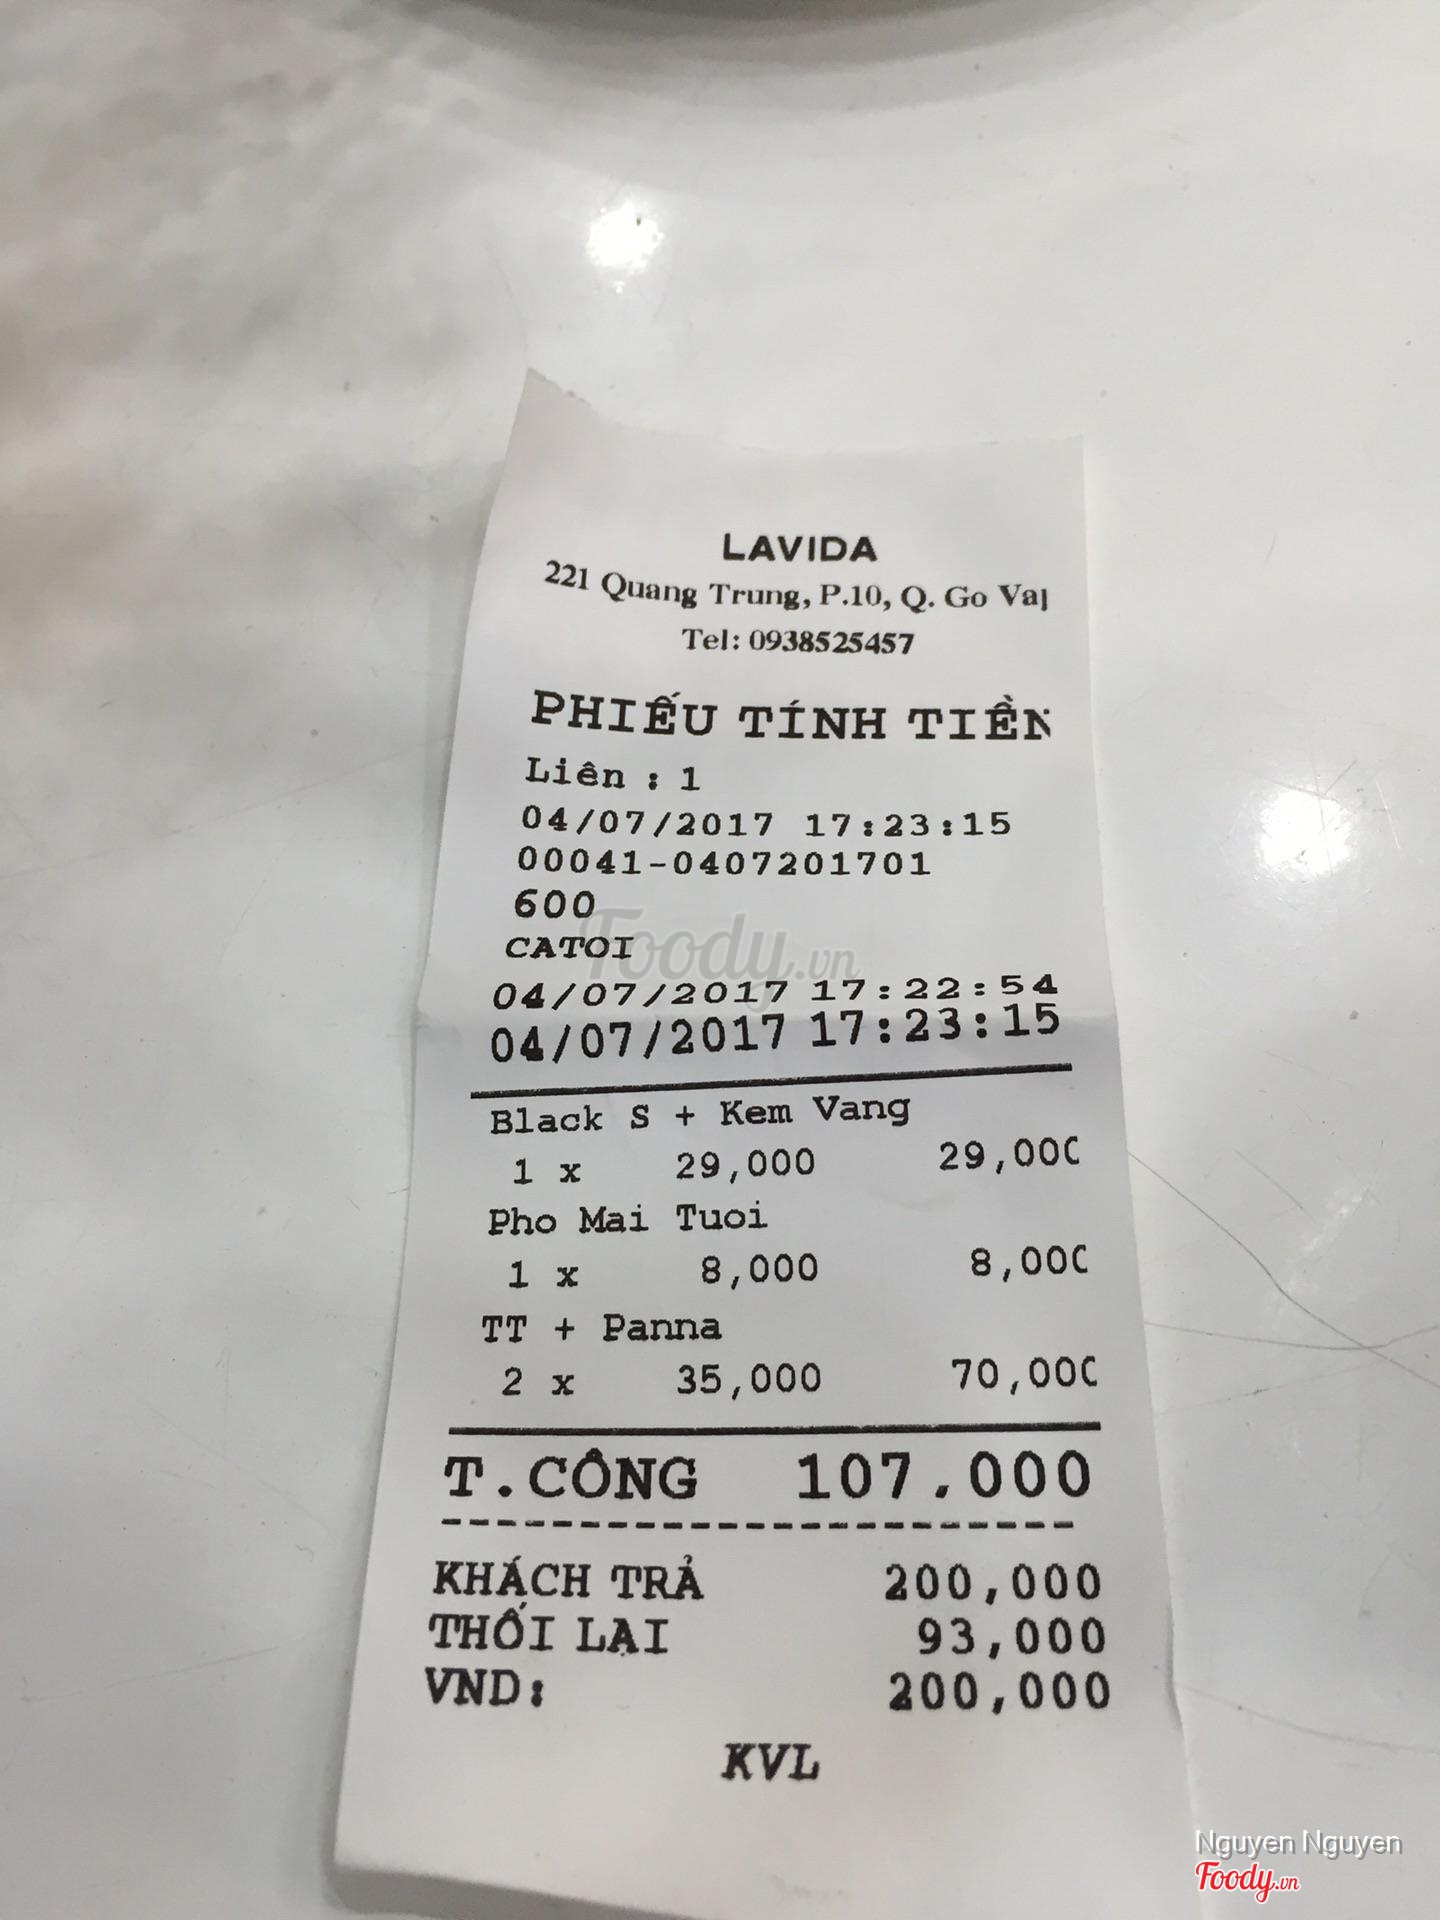 LAVIDA
221 Quang Trung, P.10, Q. Go Vap
Tel: 0938525457
PHIẾU TÍNH TIỀN
Liên : 1
04/07/2017 17:23:15
00041-0407201701
600
CATOI
Foody.vn
04/07/2017 17:22:54
04/07/2017 17:23:15
Black S + Kem Vang
1 x 29,000 29,000
Pho Mai Tuoi
1 x 8,000 8,000
TT + Panna
2 x 35,000 70,000
T.CÔNG 107.000
KHÁCH TRẢ 200,000
THỐI LẠI 93,000
VND: 200,000
KVL
Nguyen Nguyen
Foody.vn